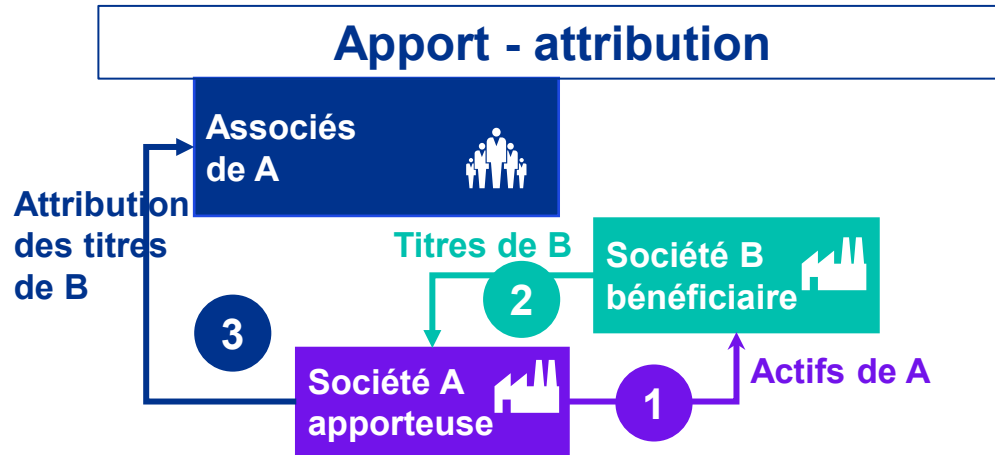 Apport - attribution
Associés
de A
Attribution
des titres
de B
Titres de B
2
Société B
bénéficiaire
3
Société A
apporteuse
1
Actifs de A